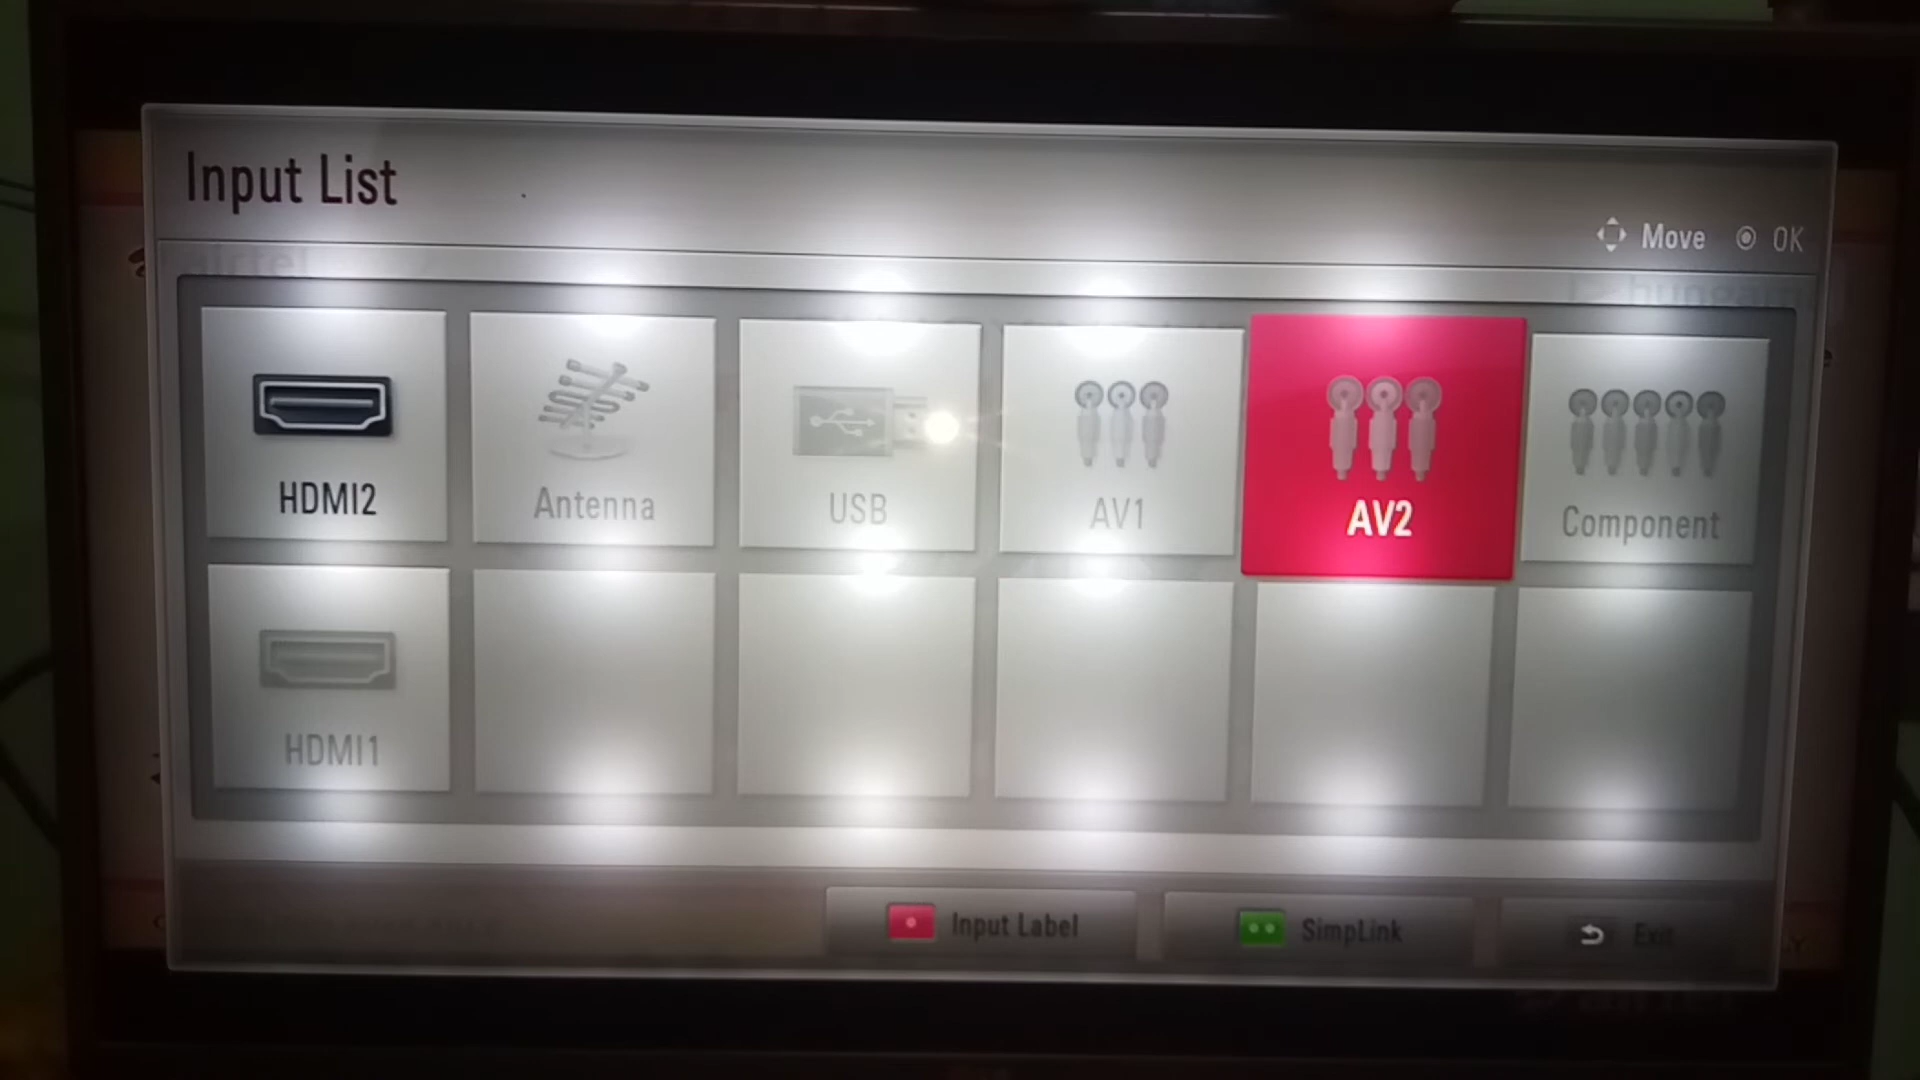 Input List
Move OK
HDMI2 Antenna USB AV1 AV2 Component
HDMI1
Input Label SimpLink Exit